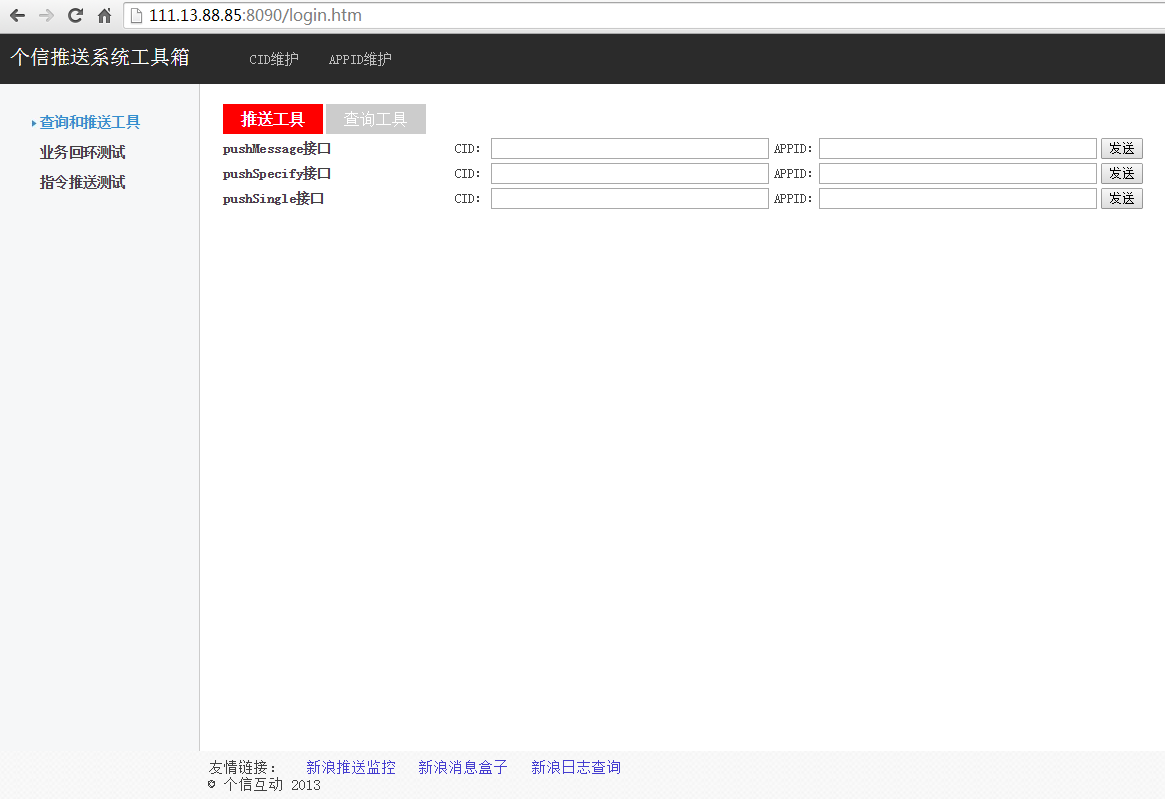 111.13.88.85:8090/login.htm
个信推送系统工具箱 CID维护 APPID维护
查询和推送工具
业务回环测试
指令推送测试
推送工具 查询工具
pushMessage接口 CID: APPID: 发送
pushSpecify接口 CID: APPID: 发送
pushSingle接口 CID: APPID: 发送
友情链接: 新浪推送监控 新浪消息盒子 新浪日志查询
© 个信互动 2013